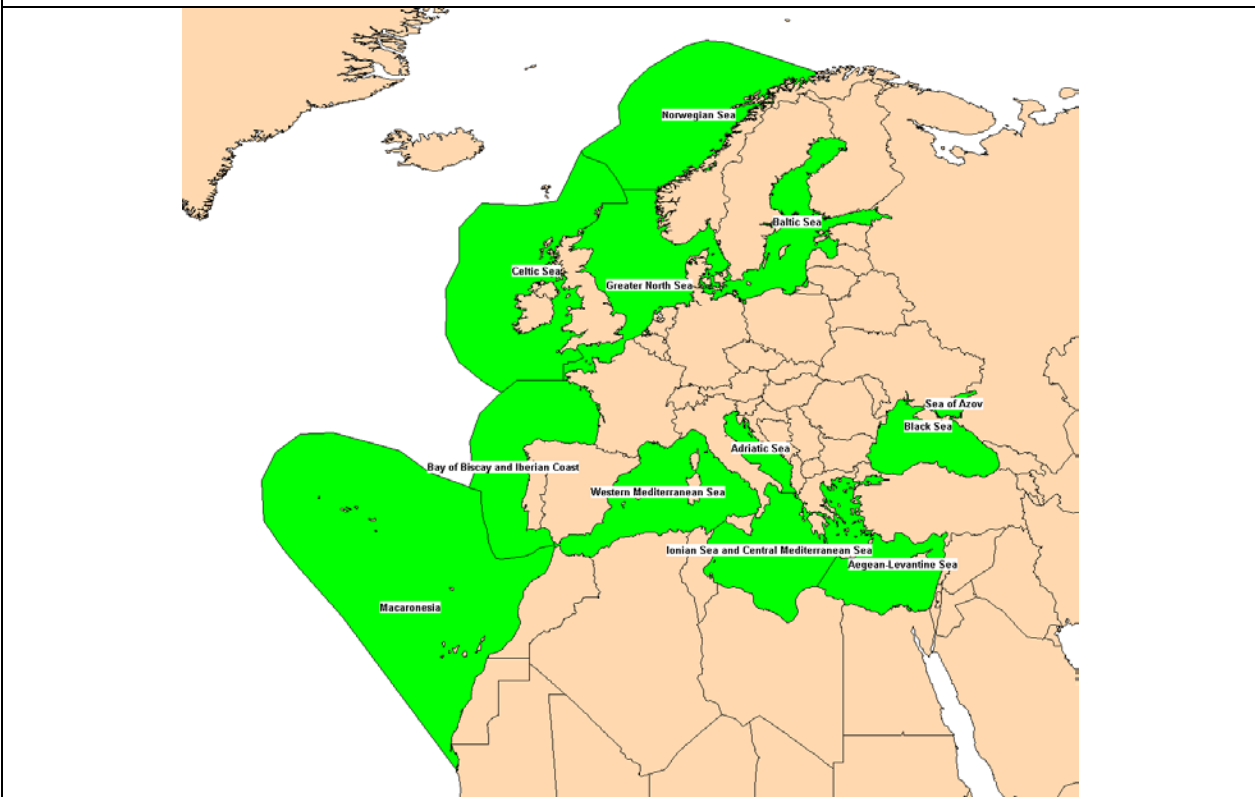 Norwegian Sea
Baltic Sea
Celtic Sea
Greater North Sea
Sea of Azov
Black Sea
Adriatic Sea
Bay of Biscay and Iberian Coast
Western Mediterranean Sea
Ionian Sea and Central Mediterranean Sea
Aegean-Levantine Sea
Macaronesia